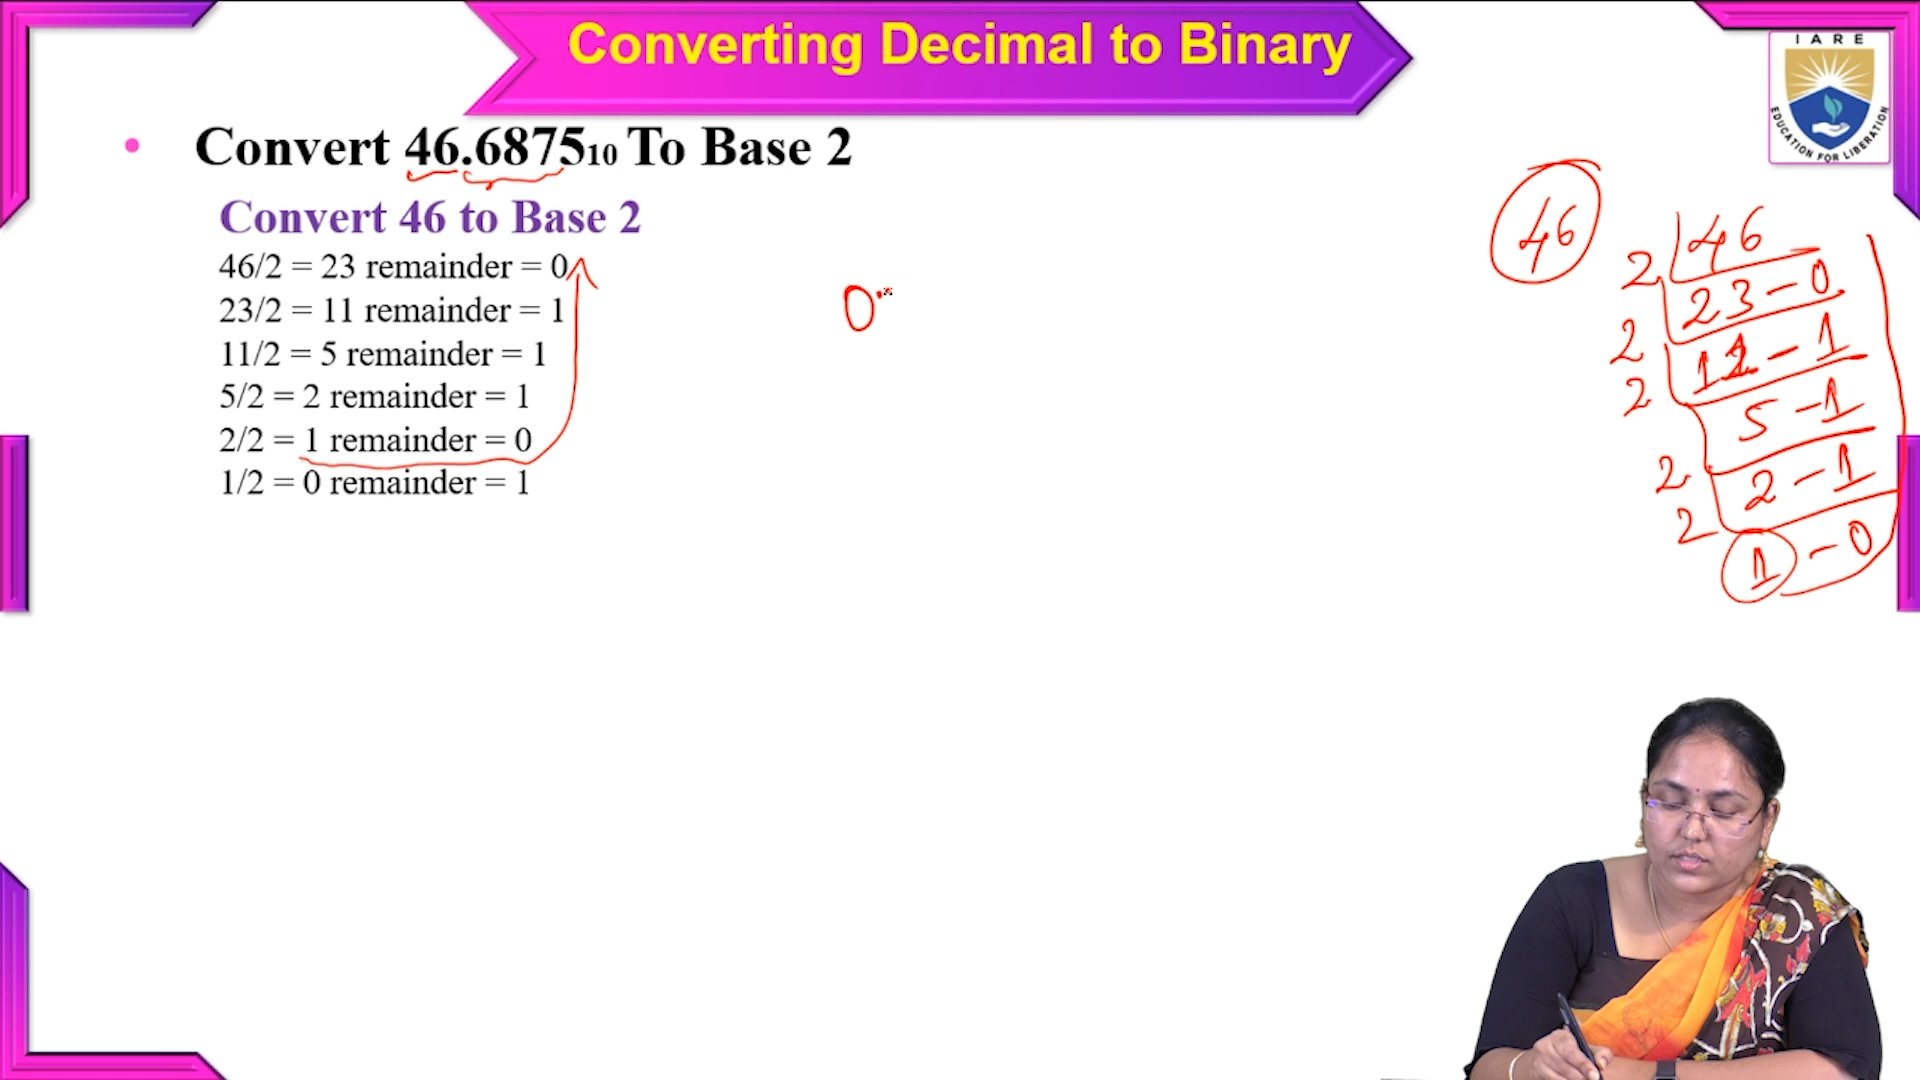 Converting Decimal to Binary
IARE
EDUCATION FOR LIBERATION
• Convert 46.6875₁₀ To Base 2
Convert 46 to Base 2
46/2 = 23 remainder = 0
23/2 = 11 remainder = 1
11/2 = 5 remainder = 1
5/2 = 2 remainder = 1
2/2 = 1 remainder = 0
1/2 = 0 remainder = 1
0.
46
2 46
2 23 - 0
2 11 - 1
5 - 1
2 2 - 1
2 1 - 0